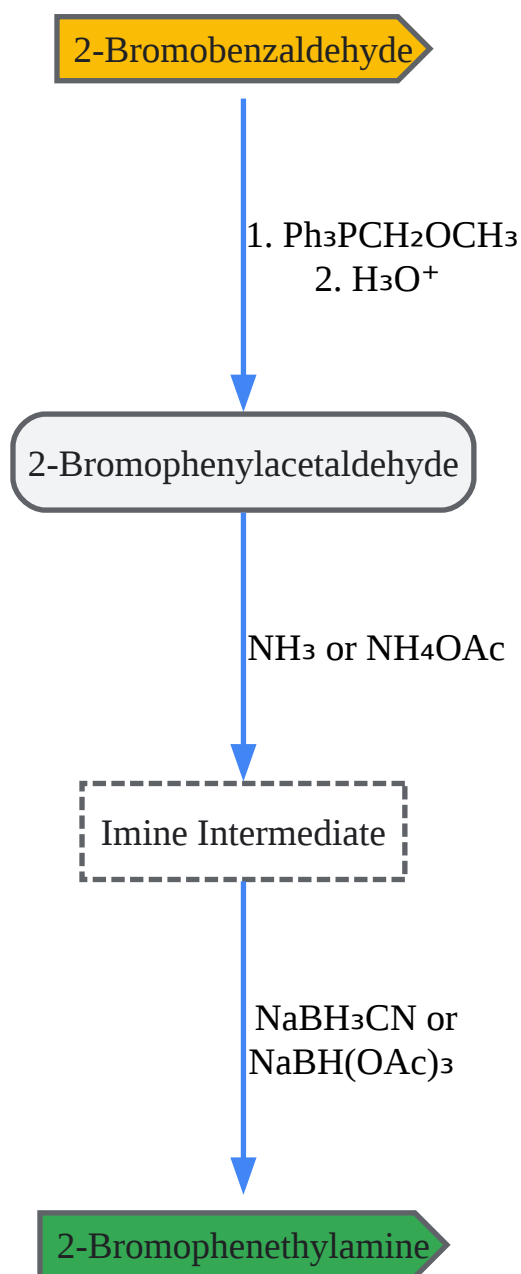 2-Bromobenzaldehyde
1. Ph₃PCH₂OCH₃
2. H₃O⁺
2-Bromophenylacetaldehyde
NH₃ or NH₄OAc
Imine Intermediate
NaBH₃CN or
NaBH(OAc)₃
2-Bromophenethylamine